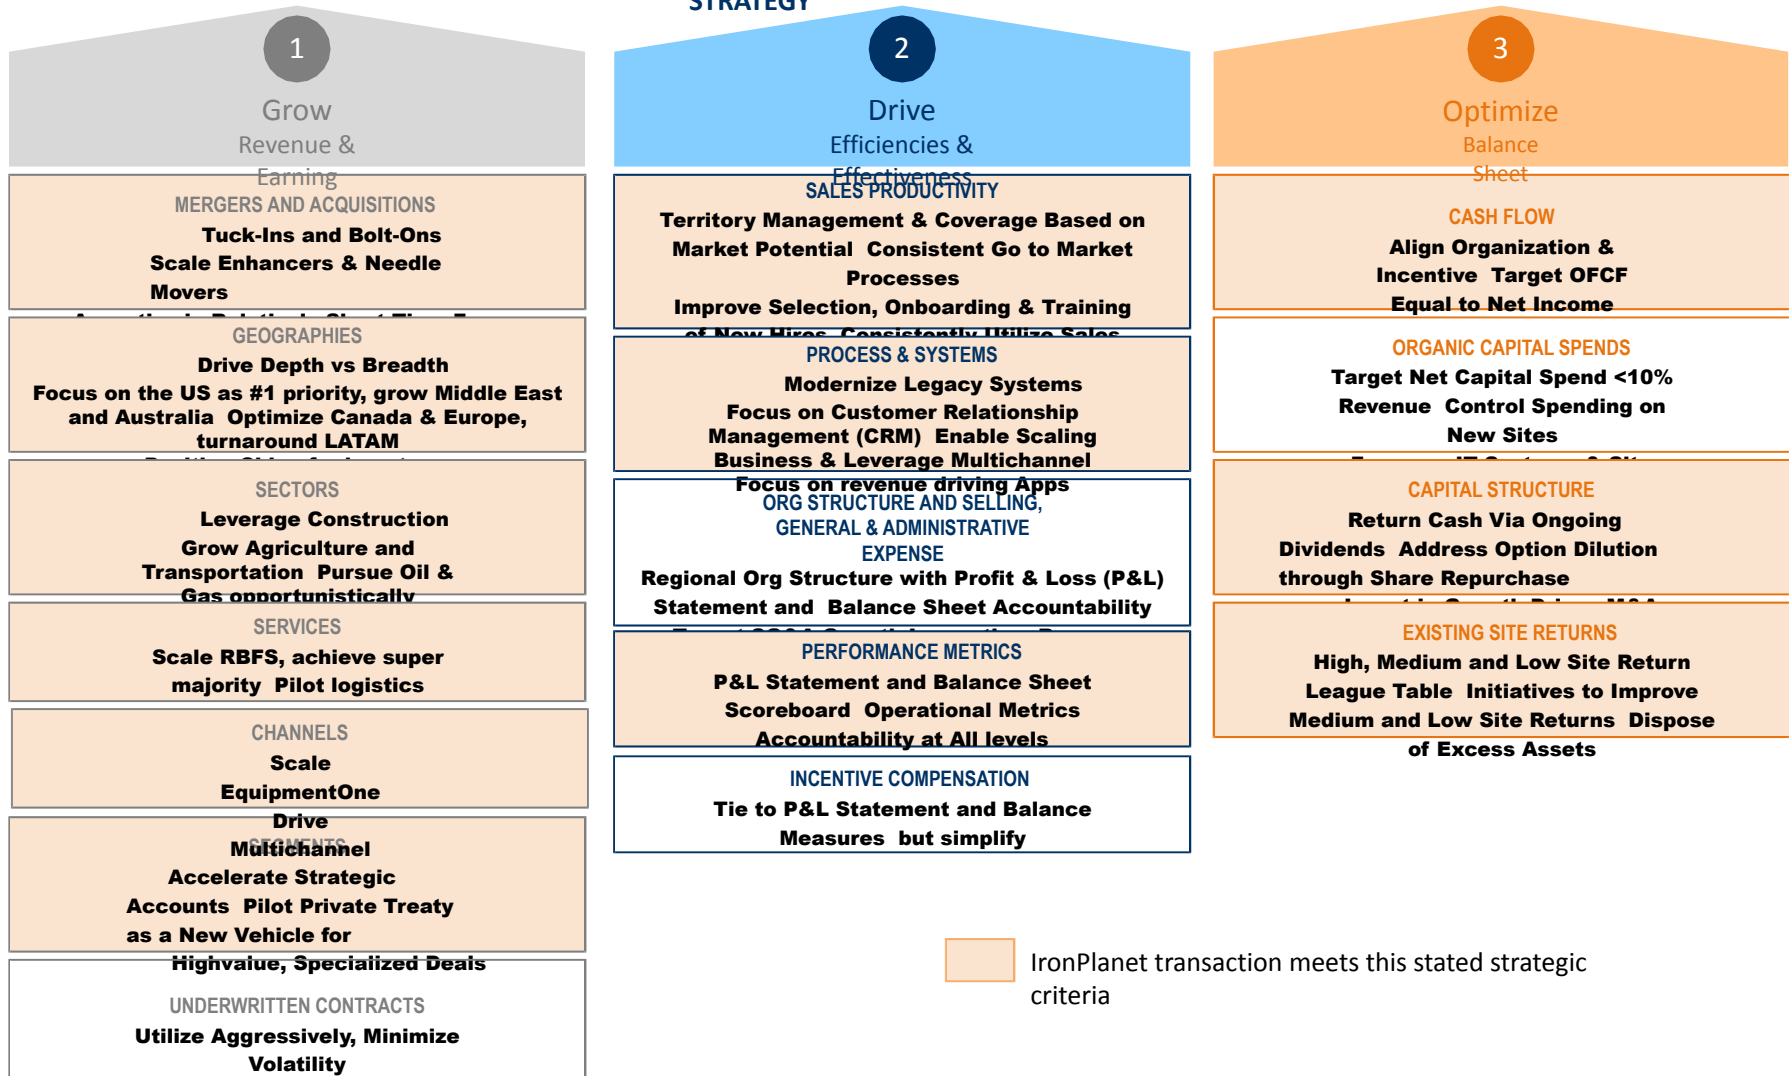 STRATEGY
1
Grow
Revenue &
Earning
MERGERS AND ACQUISITIONS
Tuck-Ins and Bolt-Ons
Scale Enhancers & Needle
Movers
GEOGRAPHIES
Drive Depth vs Breadth
Focus on the US as #1 priority, grow Middle East
and Australia Optimize Canada & Europe,
turnaround LATAM
SECTORS
Leverage Construction
Grow Agriculture and
Transportation Pursue Oil &
Gas opportunistically
SERVICES
Scale RBFS, achieve super
majority Pilot logistics
CHANNELS
Scale
EquipmentOne
Drive
Multichannel
SEGMENTS
Accelerate Strategic
Accounts Pilot Private Treaty
as a New Vehicle for
Highvalue, Specialized Deals
UNDERWRITTEN CONTRACTS
Utilize Aggressively, Minimize
Volatility
2
Drive
Efficiencies &
Effectiveness
SALES PRODUCTIVITY
Territory Management & Coverage Based on
Market Potential Consistent Go to Market
Processes
Improve Selection, Onboarding & Training
of New Hires Consistently Utilize Sales
PROCESS & SYSTEMS
Modernize Legacy Systems
Focus on Customer Relationship
Management (CRM) Enable Scaling
Business & Leverage Multichannel
Focus on revenue driving Apps
ORG STRUCTURE AND SELLING,
GENERAL & ADMINISTRATIVE
EXPENSE
Regional Org Structure with Profit & Loss (P&L)
Statement and Balance Sheet Accountability
PERFORMANCE METRICS
P&L Statement and Balance Sheet
Scoreboard Operational Metrics
Accountability at All levels
INCENTIVE COMPENSATION
Tie to P&L Statement and Balance
Measures but simplify
3
Optimize
Balance
Sheet
CASH FLOW
Align Organization &
Incentive Target OFCF
Equal to Net Income
ORGANIC CAPITAL SPENDS
Target Net Capital Spend <10%
Revenue Control Spending on
New Sites
CAPITAL STRUCTURE
Return Cash Via Ongoing
Dividends Address Option Dilution
through Share Repurchase
EXISTING SITE RETURNS
High, Medium and Low Site Return
League Table Initiatives to Improve
Medium and Low Site Returns Dispose
of Excess Assets
IronPlanet transaction meets this stated strategic
criteria